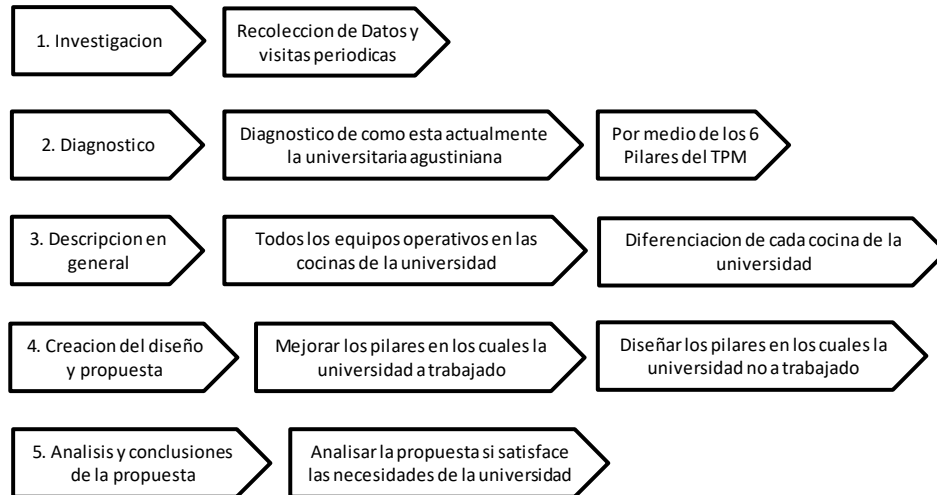 1. Investigacion
Recoleccion de Datos y
visitas periodicas
2. Diagnostico
Diagnostico de como esta actualmente
la universitaria agustiniana
Por medio de los 6
Pilares del TPM
3. Descripcion en
general
Todos los equipos operativos en las
cocinas de la universidad
Diferenciacion de cada cocina de la
universidad
4. Creacion del diseño
y propuesta
Mejorar los pilares en los cuales la
universidad a trabajado
Diseñar los pilares en los cuales la
universidad no a trabajado
5. Analisis y conclusiones
de la propuesta
Analisar la propuesta si satisface
las necesidades de la universidad